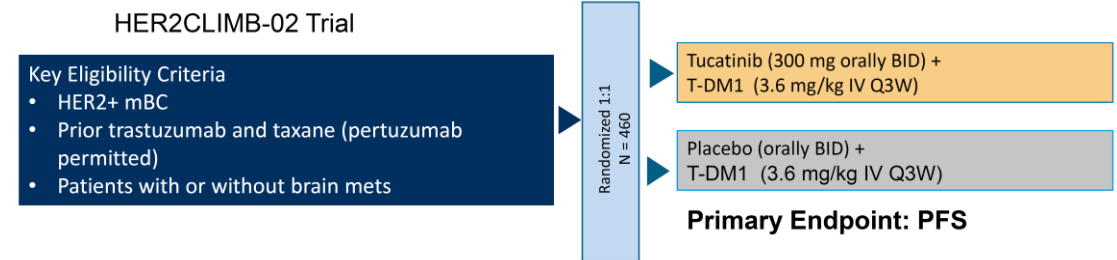 HER2CLIMB-02 Trial
Key Eligibility Criteria
• HER2+ mBC
• Prior trastuzumab and taxane (pertuzumab
permitted)
• Patients with or without brain mets
Randomized 1:1
N = 460
Tucatinib (300 mg orally BID) +
T-DM1 (3.6 mg/kg IV Q3W)
Placebo (orally BID) +
T-DM1 (3.6 mg/kg IV Q3W)
Primary Endpoint: PFS